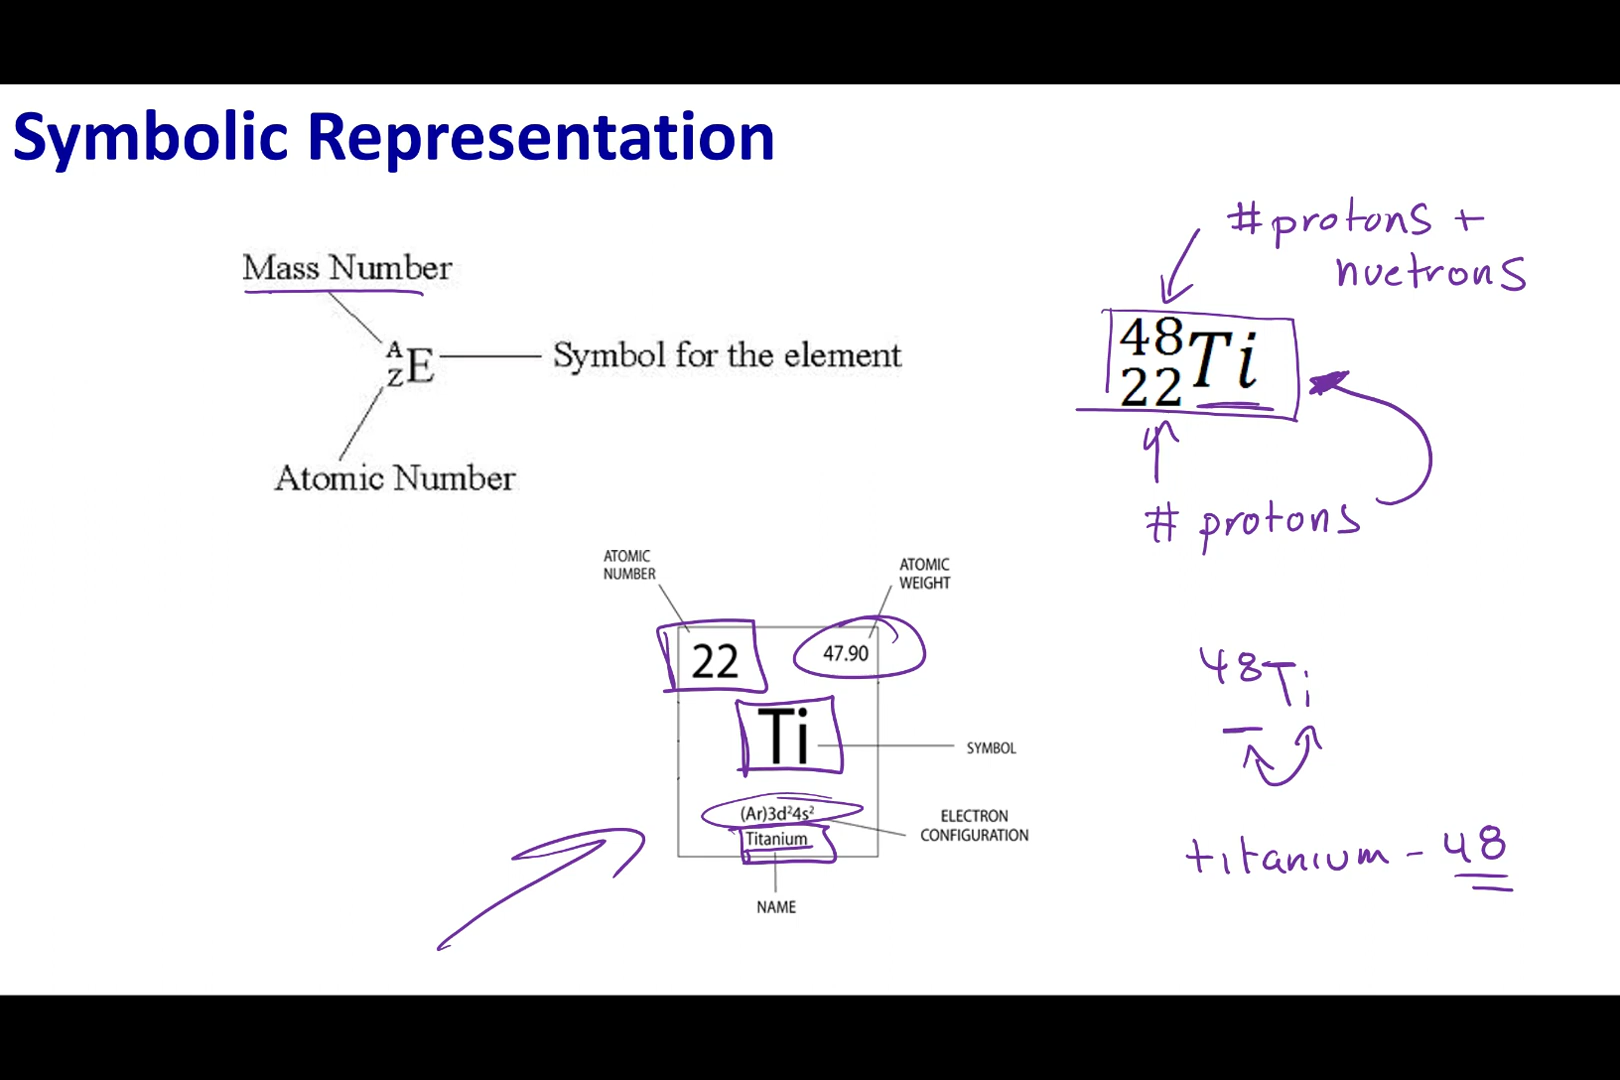 Symbolic Representation
Mass Number
A
Z
E
Symbol for the element
Atomic Number
#protons +
nuetrons
48
22
Ti
# protons
ATOMIC
NUMBER
ATOMIC
WEIGHT
22
47.90
Ti
SYMBOL
(Ar)3d²4s²
ELECTRON
CONFIGURATION
Titanium
NAME
⁴⁸Ti
titanium - 48